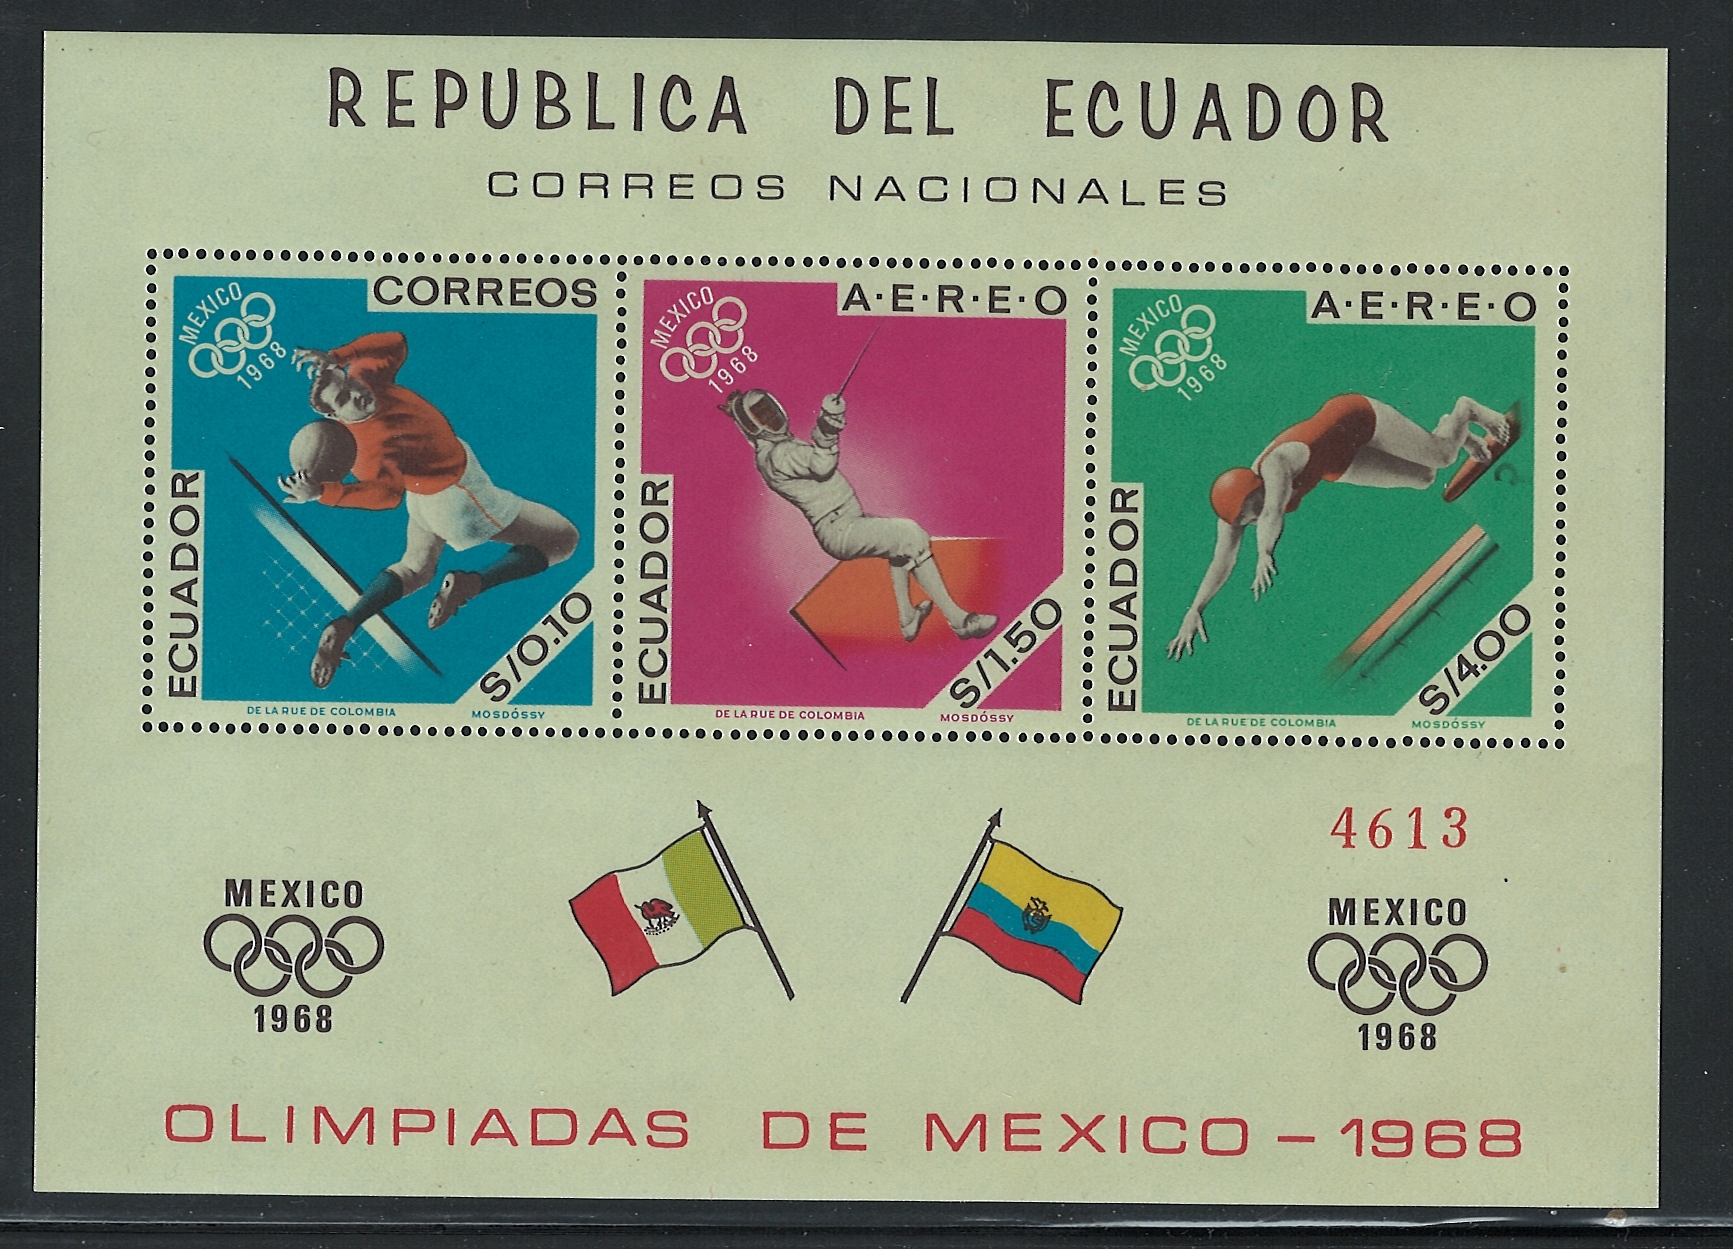 REPUBLICA DEL ECUADOR
CORREOS NACIONALES
CORREOS
MEXICO
1968
ECUADOR
S/0.10
DE LA RUE DE COLOMBIA MOSDÓSSY
A·E·R·E·O
MEXICO
1968
ECUADOR
S/1.50
DE LA RUE DE COLOMBIA MOSDÓSSY
A·E·R·E·O
MEXICO
1968
ECUADOR
S/4.00
DE LA RUE DE COLOMBIA MOSDÓSSY
4613
MEXICO
1968
MEXICO
1968
OLIMPIADAS DE MEXICO – 1968